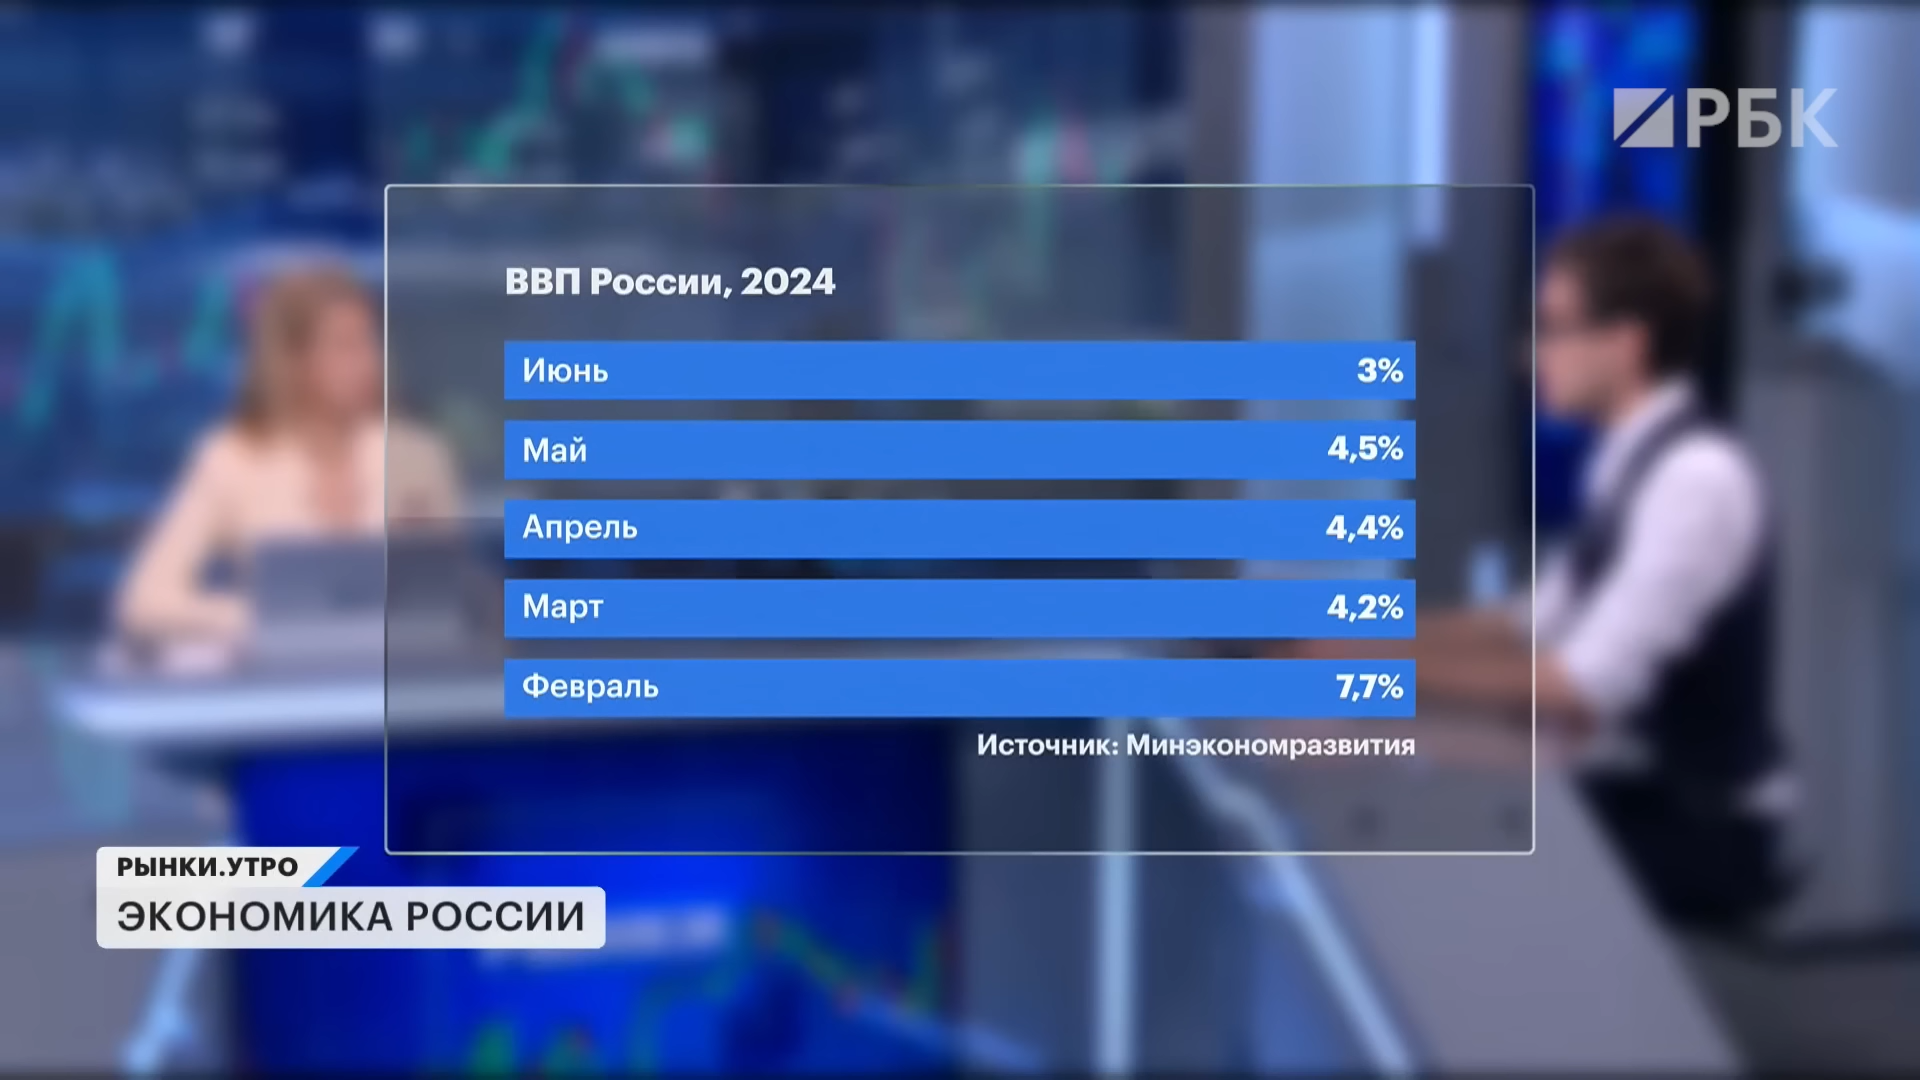 РБК
ВВП России, 2024
Июнь 3%
Май 4,5%
Апрель 4,4%
Март 4,2%
Февраль 7,7%
Источник: Минэкономразвития
РЫНКИ.УТРО
ЭКОНОМИКА РОССИИ